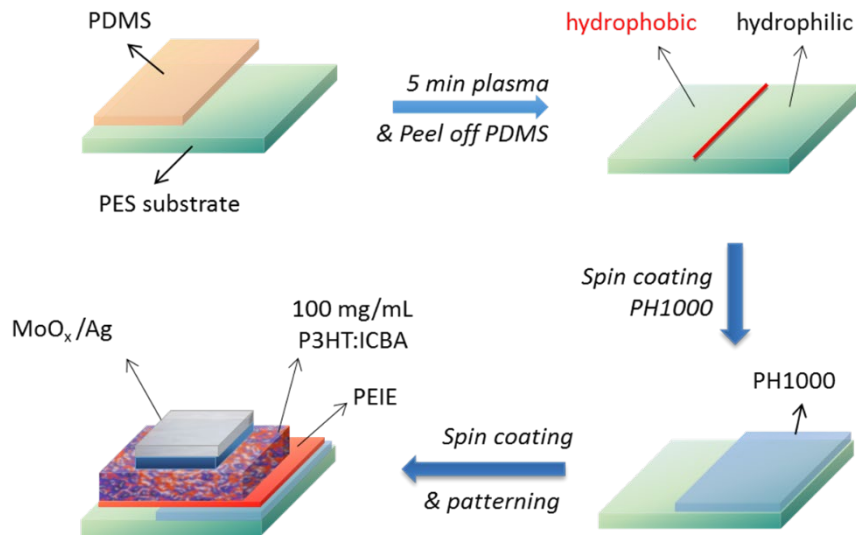 PDMS
PES substrate
5 min plasma
& Peel off PDMS
hydrophobic
hydrophilic
Spin coating
PH1000
PH1000
Spin coating
& patterning
MoOₓ/Ag
100 mg/mL
P3HT:ICBA
PEIE